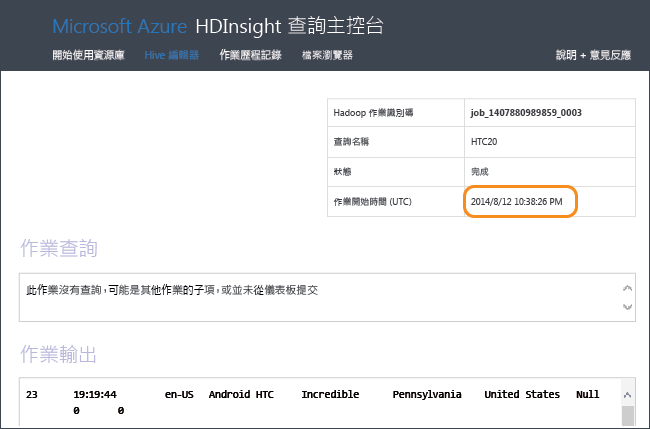 Microsoft Azure HDInsight 查詢主控台
開始使用資源庫 Hive 編輯器 作業歷程記錄 檔案瀏覽器 說明 + 意見反應
Hadoop 作業識別碼 job_1407880989859_0003
查詢名稱 HTC20
狀態 完成
作業開始時間 (UTC) 2014/8/12 10:38:26 PM
作業查詢
此作業沒有查詢,可能是其他作業的子項,或並未從儀表板提交
作業輸出
23 19:19:44 en-US Android HTC Incredible Pennsylvania United States Null
0 0